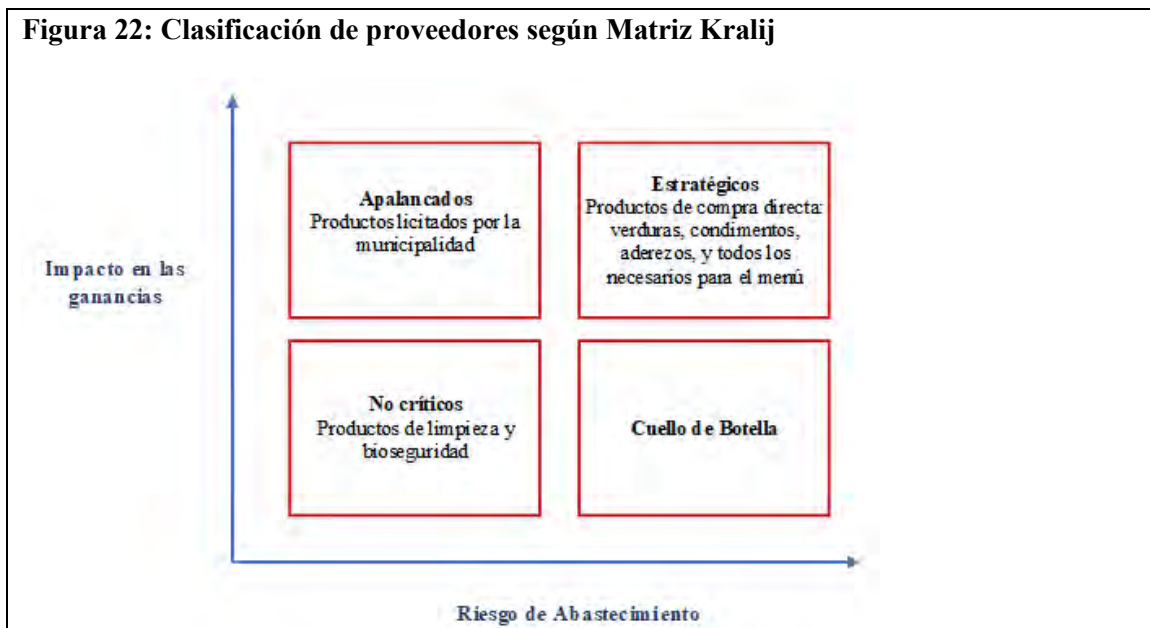 Figura 22: Clasificación de proveedores según Matriz Kralij
Apalancados
Productos licitados por la
municipalidad
Estratégicos
Productos de compra directa:
verduras, condimentos,
aderezos, y todos los
necesarios para el menú
Impacto en las
ganancias
No críticos
Productos de limpieza y
bioseguridad
Cuello de Botella
Riesgo de Abastecimiento